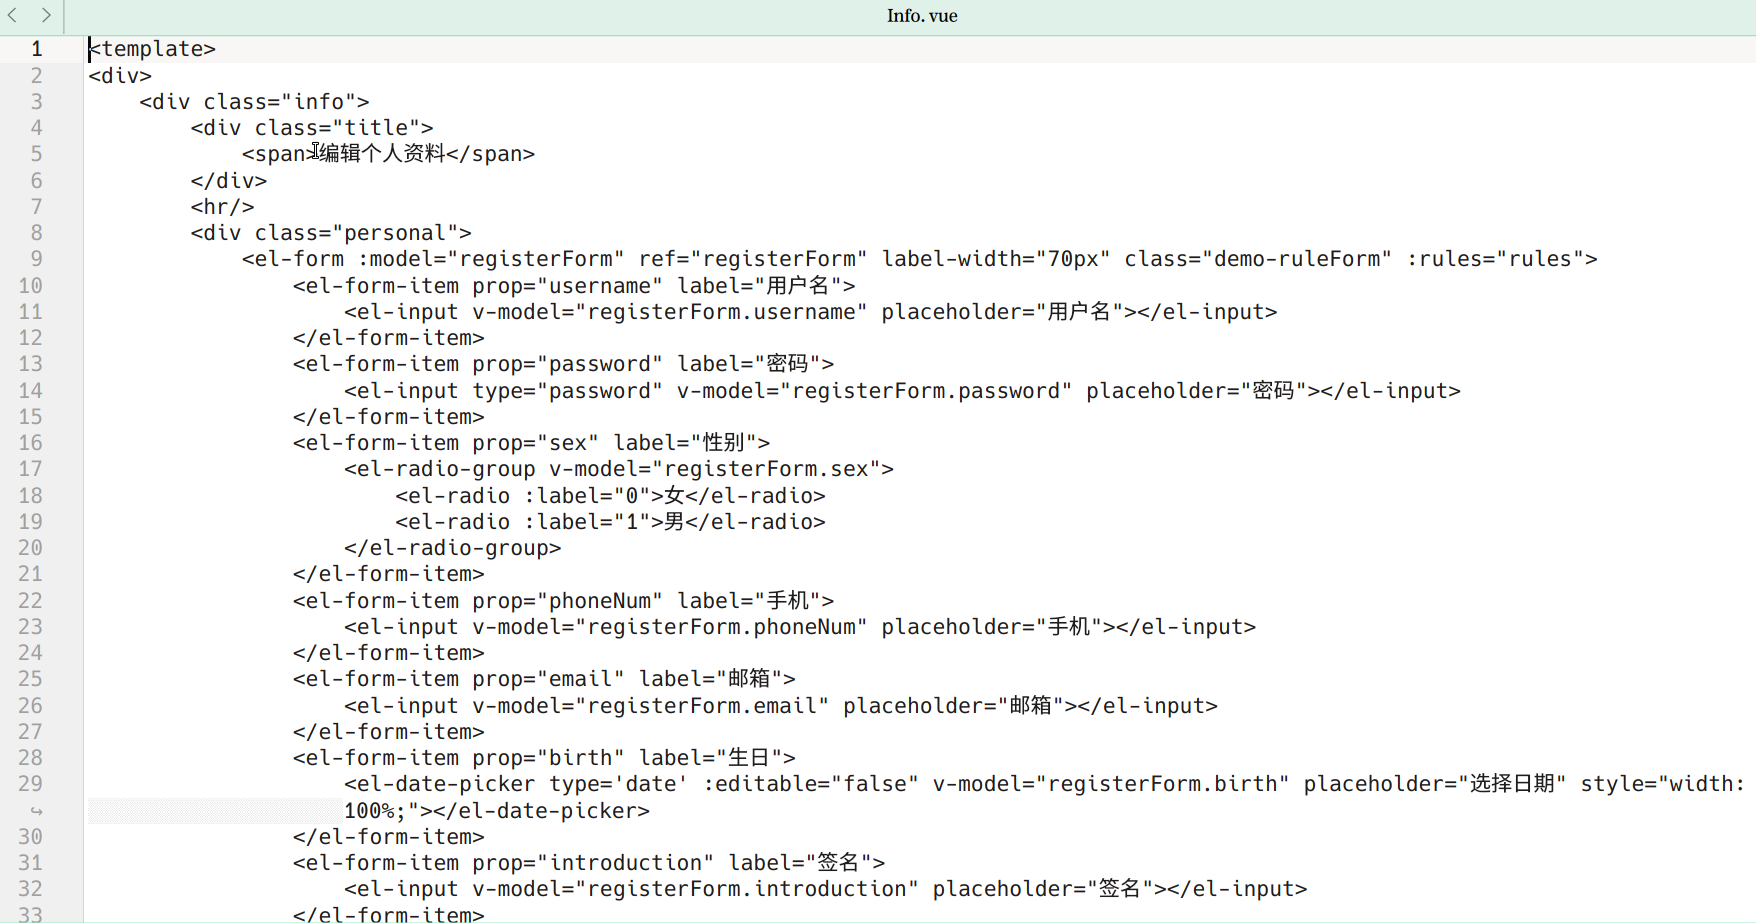 Info.vue
1 <template>
2 <div>
3 <div class="info">
4 <div class="title">
5 <span>编辑个人资料</span>
6 </div>
7 <hr/>
8 <div class="personal">
9 <el-form :model="registerForm" ref="registerForm" label-width="70px" class="demo-ruleForm" :rules="rules">
10 <el-form-item prop="username" label="用户名">
11 <el-input v-model="registerForm.username" placeholder="用户名"></el-input>
12 </el-form-item>
13 <el-form-item prop="password" label="密码">
14 <el-input type="password" v-model="registerForm.password" placeholder="密码"></el-input>
15 </el-form-item>
16 <el-form-item prop="sex" label="性别">
17 <el-radio-group v-model="registerForm.sex">
18 <el-radio :label="0">女</el-radio>
19 <el-radio :label="1">男</el-radio>
20 </el-radio-group>
21 </el-form-item>
22 <el-form-item prop="phoneNum" label="手机">
23 <el-input v-model="registerForm.phoneNum" placeholder="手机"></el-input>
24 </el-form-item>
25 <el-form-item prop="email" label="邮箱">
26 <el-input v-model="registerForm.email" placeholder="邮箱"></el-input>
27 </el-form-item>
28 <el-form-item prop="birth" label="生日">
29 <el-date-picker type='date' :editable="false" v-model="registerForm.birth" placeholder="选择日期" style="width:
↪ 100%;"></el-date-picker>
30 </el-form-item>
31 <el-form-item prop="introduction" label="签名">
32 <el-input v-model="registerForm.introduction" placeholder="签名"></el-input>
33 </el-form-item>